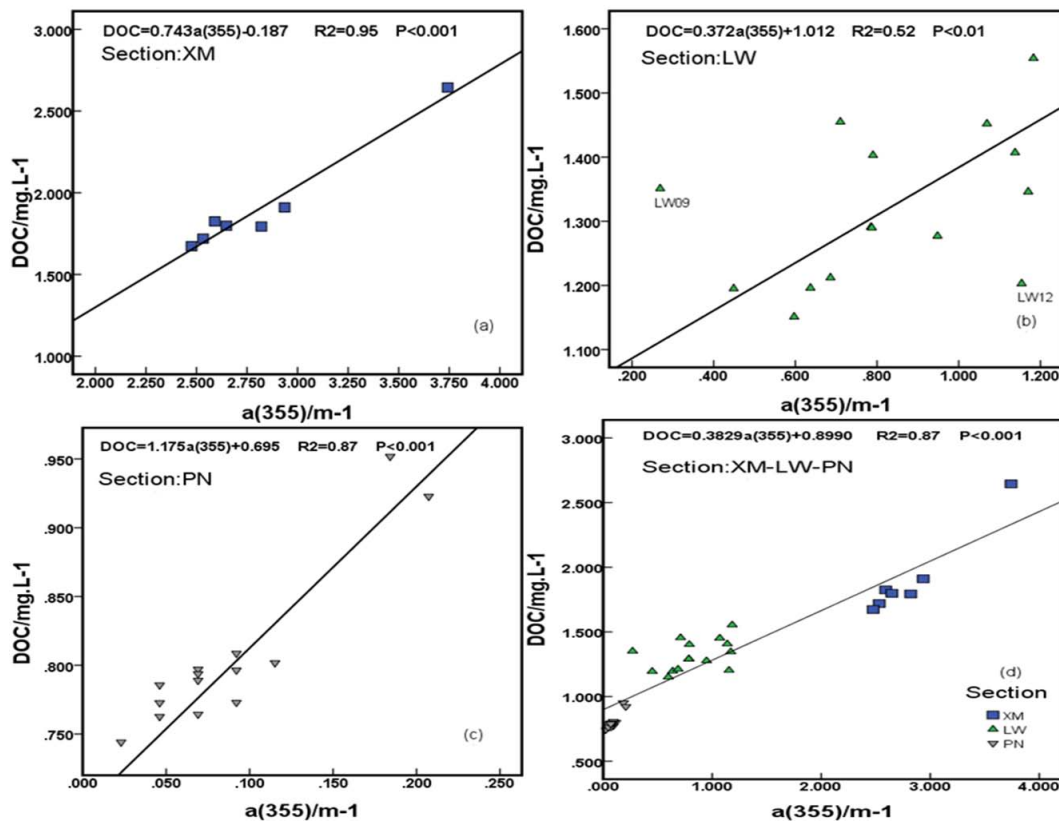 DOC=0.743a(355)-0.187 R2=0.95 P<0.001
Section:XM
3.000
2.500
2.000
1.500
1.000
DOC/mg.L-1
(a)
2.000 2.250 2.500 2.750 3.000 3.250 3.500 3.750 4.000
a(355)/m-1
DOC=0.372a(355)+1.012 R2=0.52 P<0.01
Section:LW
1.600
1.500
1.400
1.300
1.200
1.100
DOC/mg.L-1
LW09
LW12
(b)
.200 .400 .600 .800 1.000 1.200
a(355)/m-1
DOC=1.175a(355)+0.695 R2=0.87 P<0.001
Section:PN
.950
.900
.850
.800
.750
DOC/mg.L-1
(c)
.000 .050 .100 .150 .200 .250
a(355)/m-1
DOC=0.3829a(355)+0.8990 R2=0.87 P<0.001
Section:XM-LW-PN
3.000
2.500
2.000
1.500
1.000
.500
DOC/mg.L-1
(d)
Section
XM
LW
PN
.000 1.000 2.000 3.000 4.000
a(355)/m-1